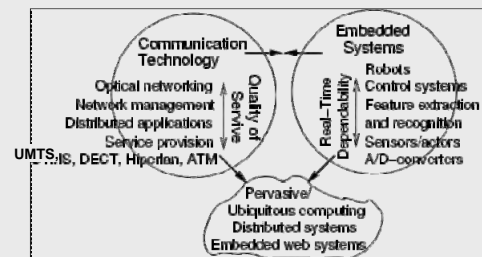 Communication
Technology
Optical networking
Network management
Distributed applications
Service provision
UMTS, DECT, Hiperlan, ATM
Quality of
Servive
Embedded
Systems
Robots
Control systems
Feature extraction
and recognition
Sensors/actors
A/D-converters
Real-Time
Dependability
Pervasive/
Ubiquitous computing
Distributed systems
Embedded web systems